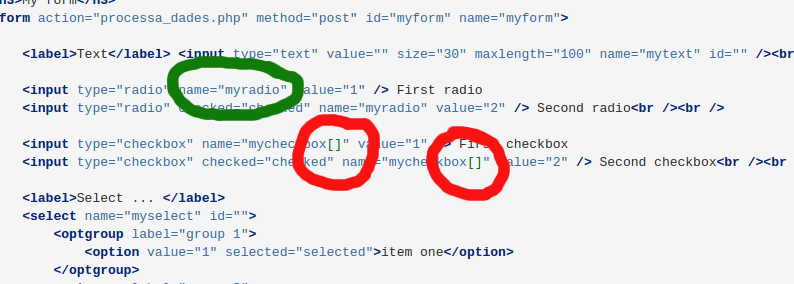 My form</h3>
form action="processa_dades.php" method="post" id="myform" name="myform">
<label>Text</label> <input type="text" value="" size="30" maxlength="100" name="mytext" id="" /><br
<input type="radio" name="myradio" value="1" /> First radio
<input type="radio" checked="checked" name="myradio" value="2" /> Second radio<br /><br />
<input type="checkbox" name="mycheckbox[]" value="1" /> First checkbox
<input type="checkbox" checked="checked" name="mycheckbox[]" value="2" /> Second checkbox<br /><br
<label>Select ... </label>
<select name="myselect" id="">
<optgroup label="group 1">
<option value="1" selected="selected">item one</option>
</optgroup>